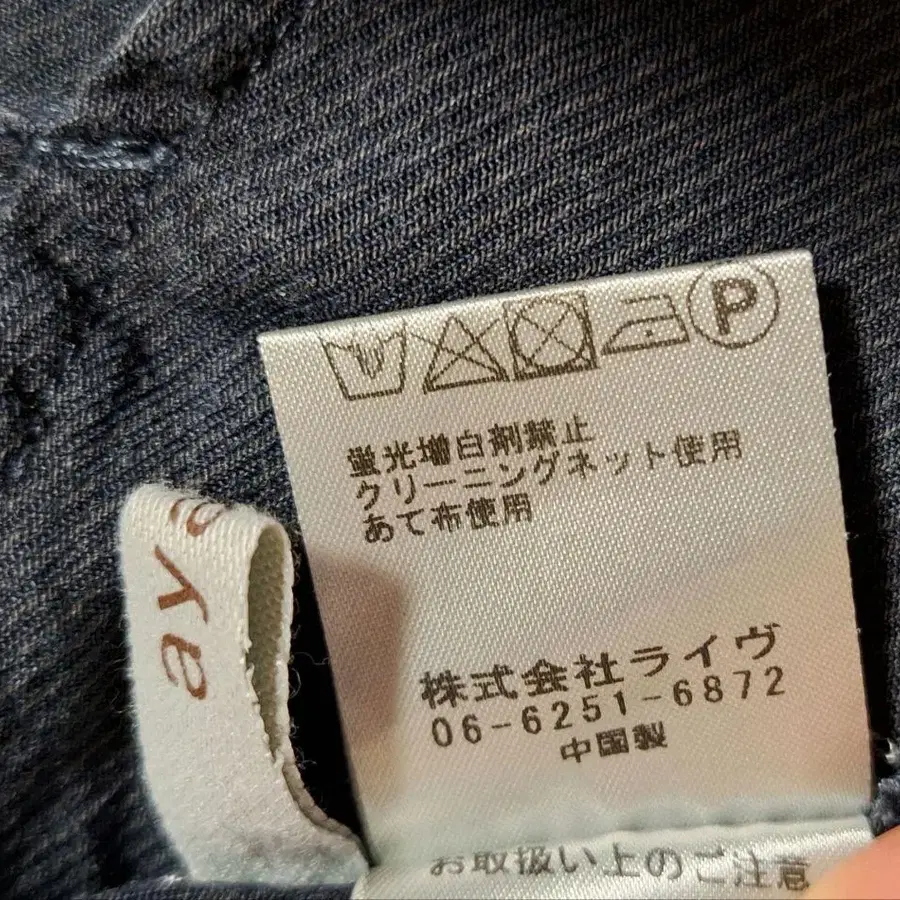 P
蛍光増白剤禁止
クリーニングネット使用
あて布使用
株式会社ライヴ
06-6251-6872
中国製
お取扱い上のご注意
aya